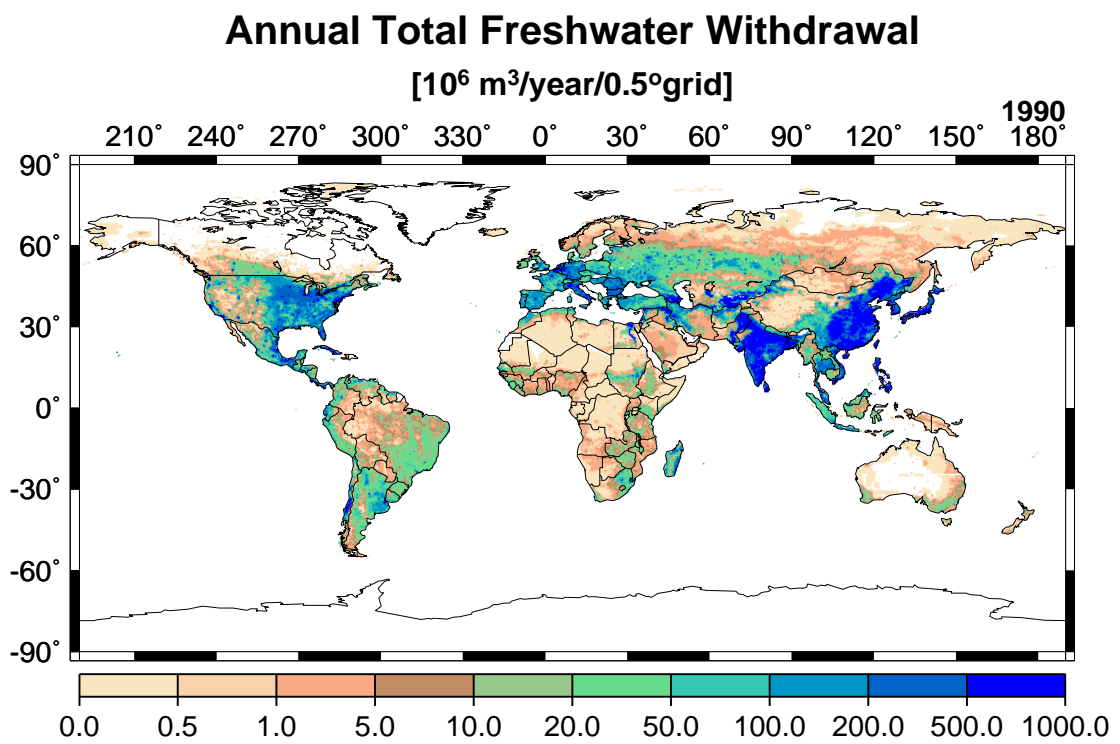 Annual Total Freshwater Withdrawal
[10⁶ m³/year/0.5°grid]
1990
210° 240° 270° 300° 330° 0° 30° 60° 90° 120° 150° 180°
90°
60°
30°
0°
-30°
-60°
-90°
0.0 0.5 1.0 5.0 10.0 20.0 50.0 100.0 200.0 500.0 1000.0